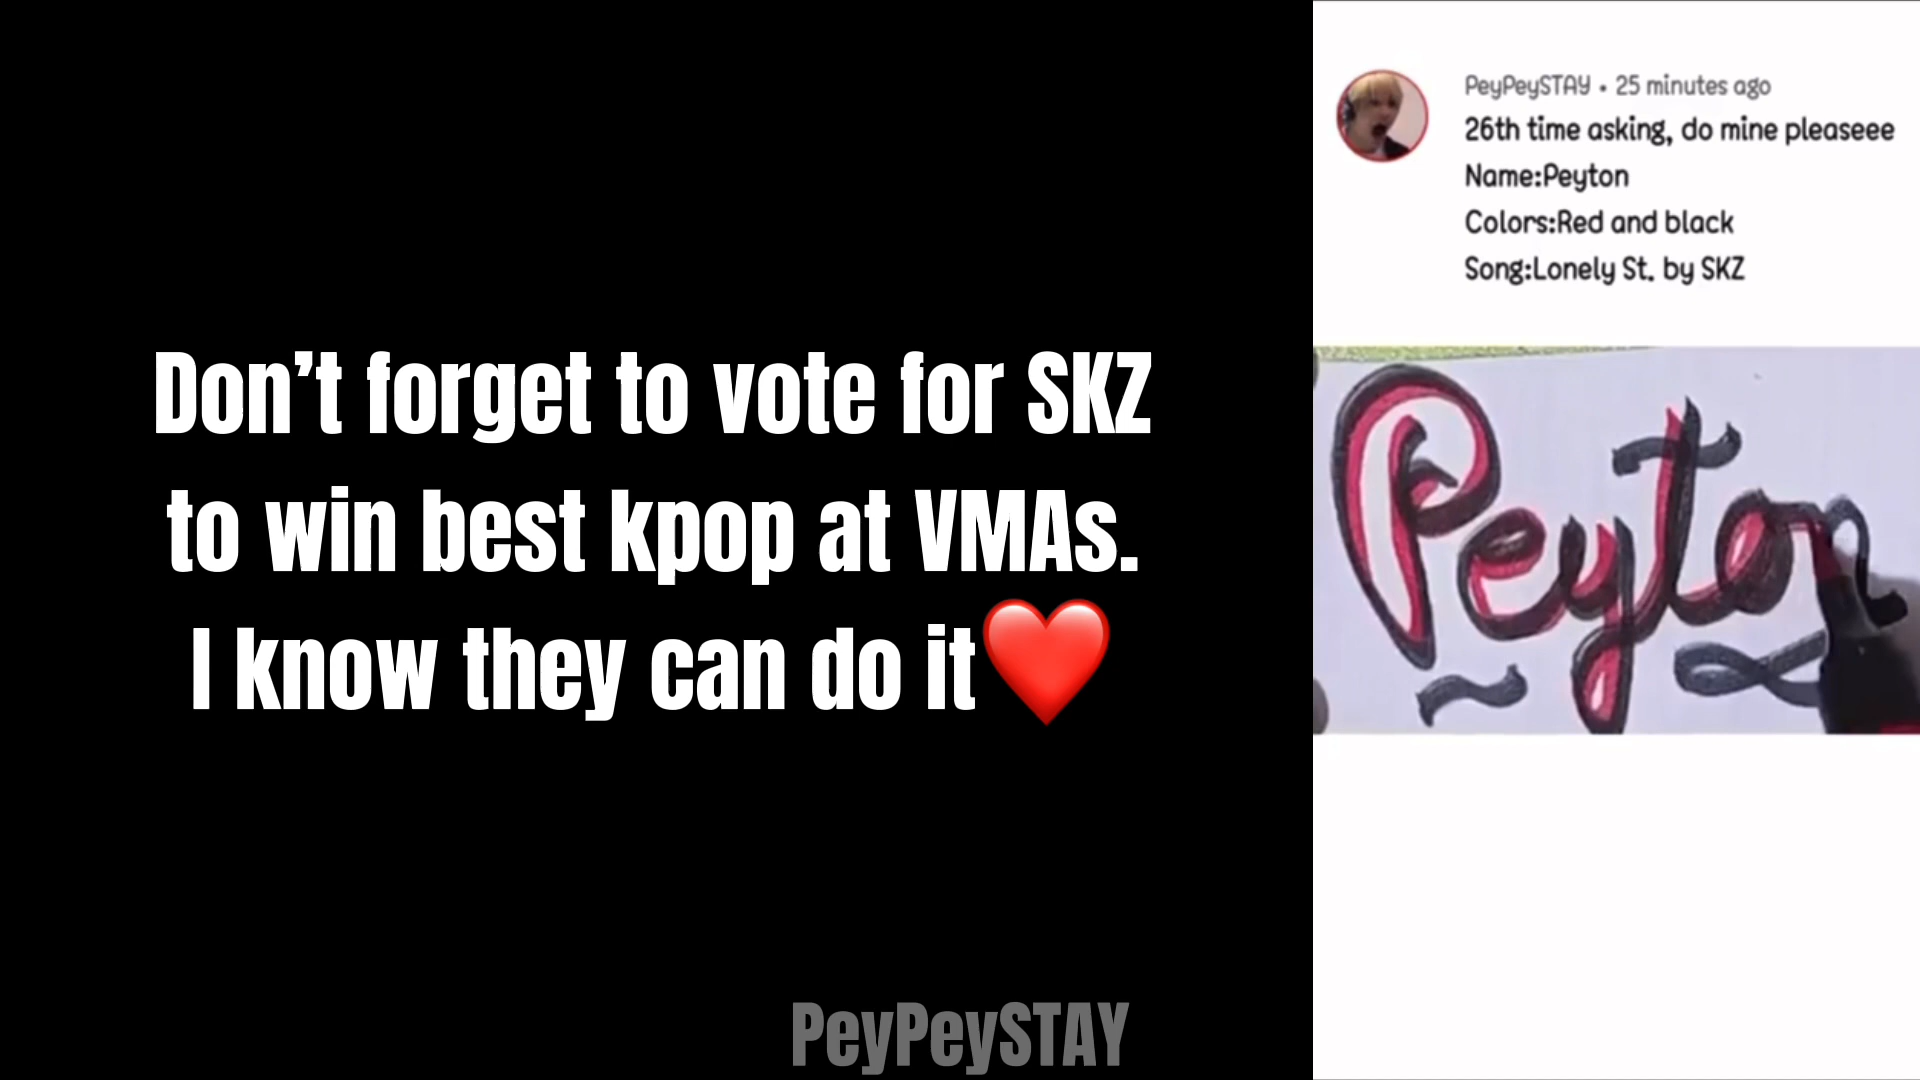 Don’t forget to vote for SKZ
to win best kpop at VMAs.
I know they can do it❤️
PeyPeySTAY
PeyPeySTAY • 25 minutes ago
26th time asking, do mine pleaseee
Name:Peyton
Colors:Red and black
Song:Lonely St. by SKZ
Peyton